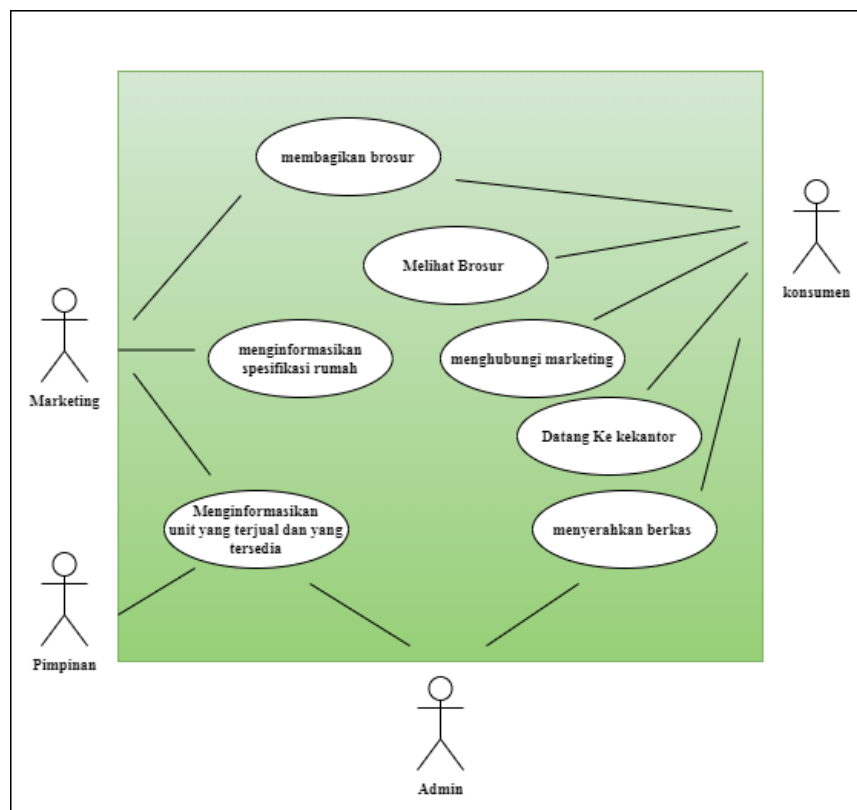 membagikan brosur
Melihat Brosur
konsumen
menginformasikan
spesifikasi rumah
menghubungi marketing
Marketing
Datang Ke kekantor
Menginformasikan
unit yang terjual dan yang
tersedia
menyerahkan berkas
Pimpinan
Admin